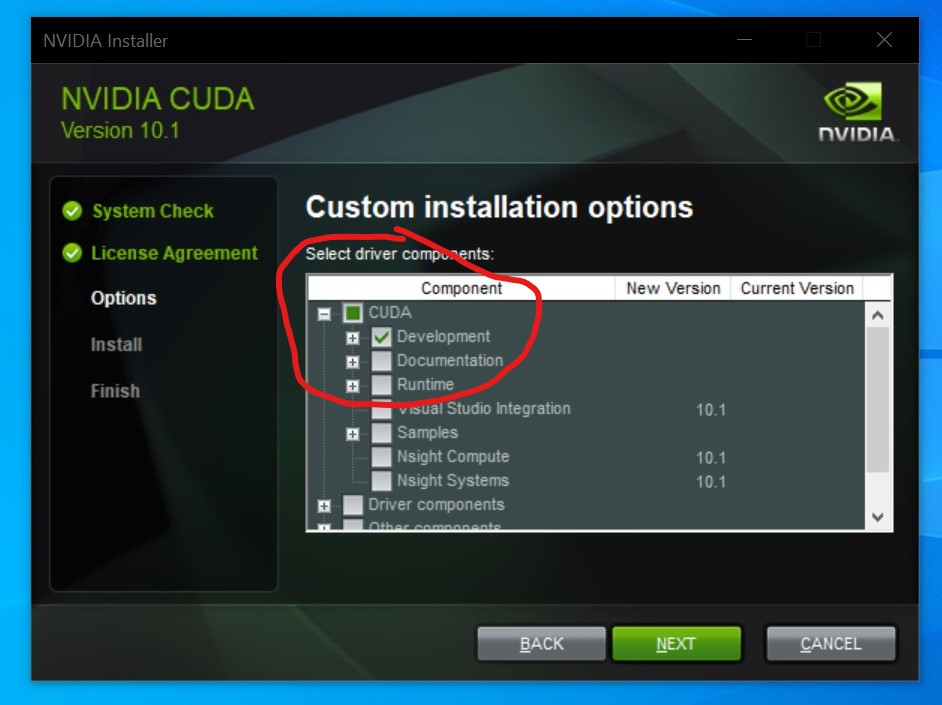 NVIDIA Installer
NVIDIA CUDA
Version 10.1
NVIDIA.
System Check
License Agreement
Options
Install
Finish
Custom installation options
Select driver components:
Component New Version Current Version
CUDA
Development
Documentation
Runtime
Visual Studio Integration 10.1
Samples
Nsight Compute 10.1
Nsight Systems 10.1
Driver components
Other components
BACK NEXT CANCEL